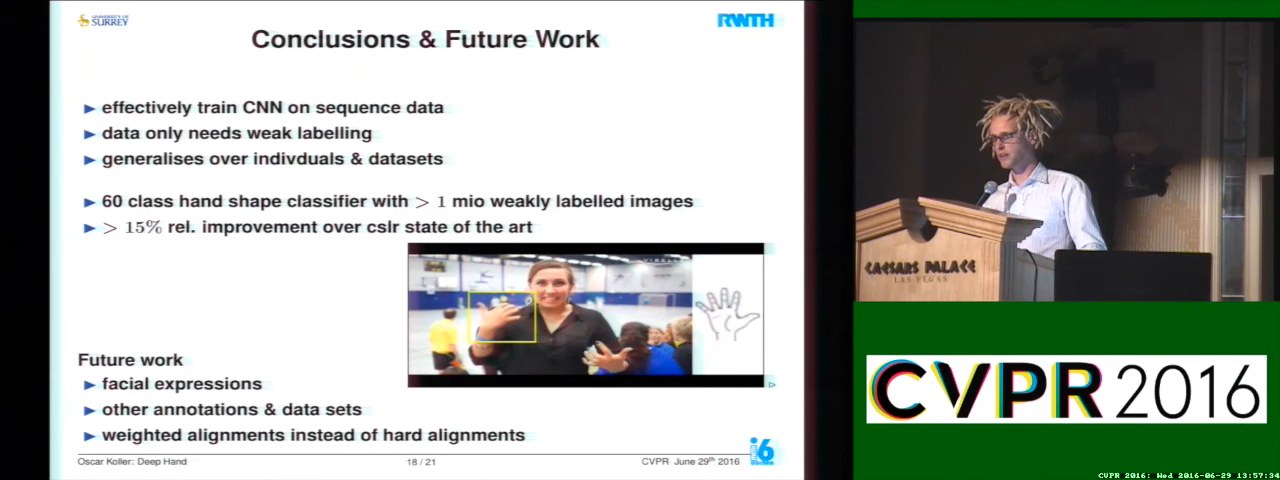 UNIVERSITY OF
SURREY
RWTH
Conclusions & Future Work
effectively train CNN on sequence data
data only needs weak labelling
generalises over indivduals & datasets
60 class hand shape classifier with > 1 mio weakly labelled images
> 15% rel. improvement over cslr state of the art
Future work
facial expressions
other annotations & data sets
weighted alignments instead of hard alignments
Oscar Koller: Deep Hand
18 / 21
CVPR June 29th 2016
i6
CAESARS PALACE
LAS VEGAS
CVPR 2016
CVPR 2016: Wed 2016-06-29 13:57:34